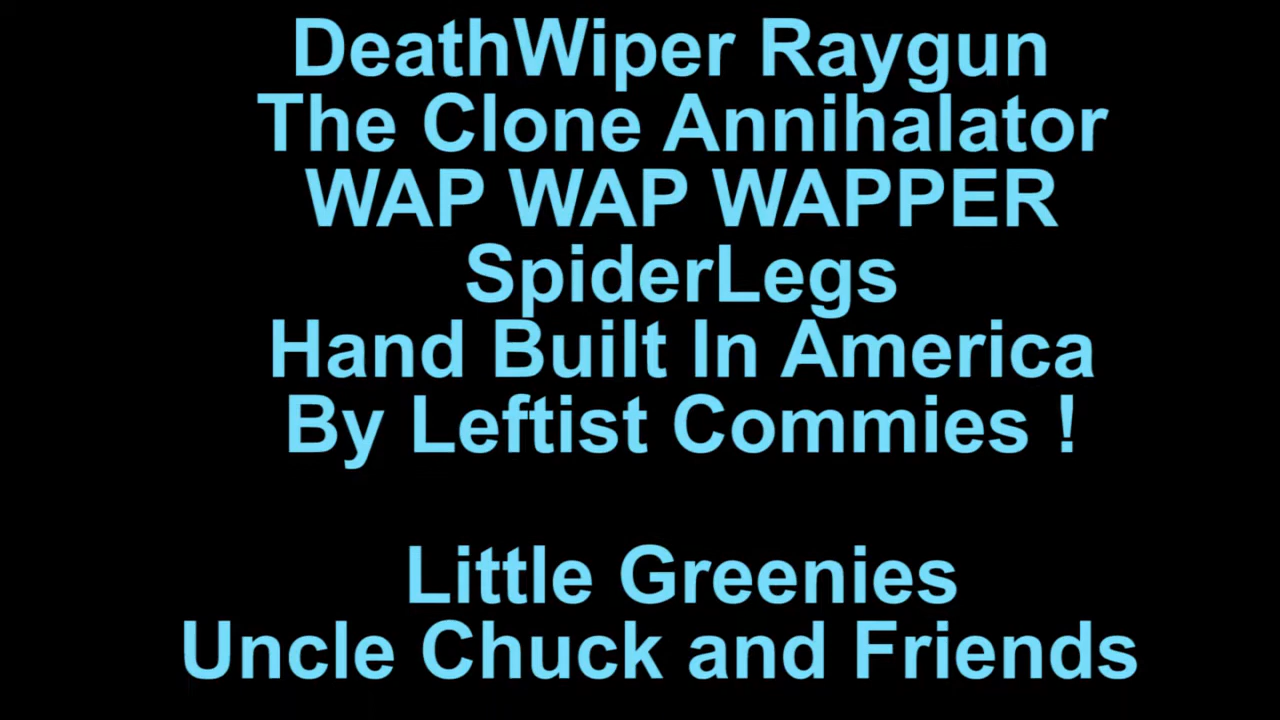 DeathWiper Raygun
The Clone Annihalator
WAP WAP WAPPER
SpiderLegs
Hand Built In America
By Leftist Commies !
Little Greenies
Uncle Chuck and Friends